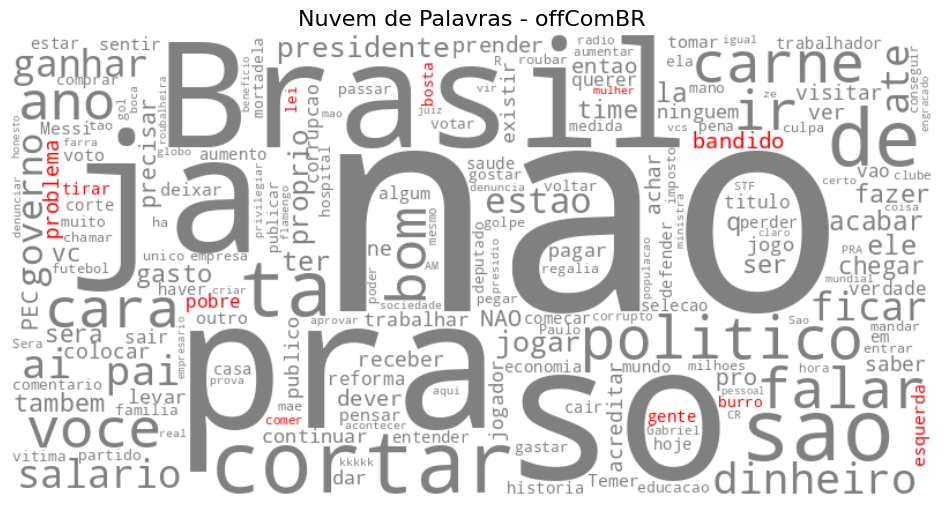 Nuvem de Palavras - offComBR
estar sentir presidente prender radio aumentar cbr igual
ganhar mortadela R roubar ela tomar trabalhador
comprar Brasil entao carne ate conseguir
ano roubalheira beneficio lei passar bosta vir existir querer mulher mano ze visitar engracado
honesto Messi tao gol boca mao juiz votar time medida la ninguem vcs pena ir culpa ver de
farra globo corrupcao saude bandido
voto precisar aumento proprio hospital gostar achar imposto vao clube
denunciar governo problema tirar ja deixar privilegiar algum denuncia voltar nao STF certo fazer coisa
corte publicar flamengo bom mesmo estao titulo
muito ha ne golpe q perder acabar
chamar unico empresa ter deputado pagar defender ministra claro jogo PRA ele
vc futebol gasto poder AM presidio regalia populacao ser mundial chegar
PEC haver criar ta sociedade pegar selecao verdade
cara pobre outro trabalhar NAO comecar corrupto ficar
Sera sera sair empresario aprovar Paulo politico Sao mandar
ai colocar pra publico receber jogar em entrar
comentario pai casa prova reforma aqui economia mundo milhoes hora saber
tambem levar mae dever so acreditar pro pessoal falar
familia comer pensar acontecer jogador cair gente burro CR esquerda
voce real continuar entender Gabriel hoje sao
vitima partido cortar gastar
salario kkkkk dar historia Temer educacao dinheiro